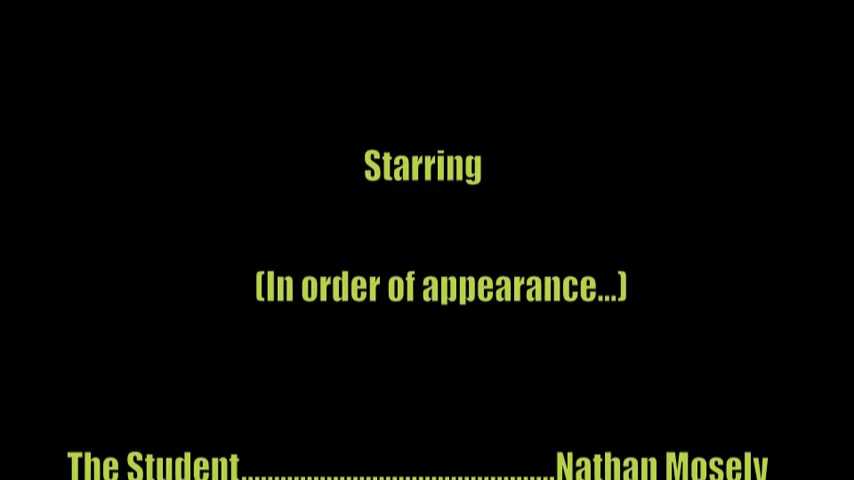 Starring
(In order of appearance...)
The Student................................................Nathan Mosely